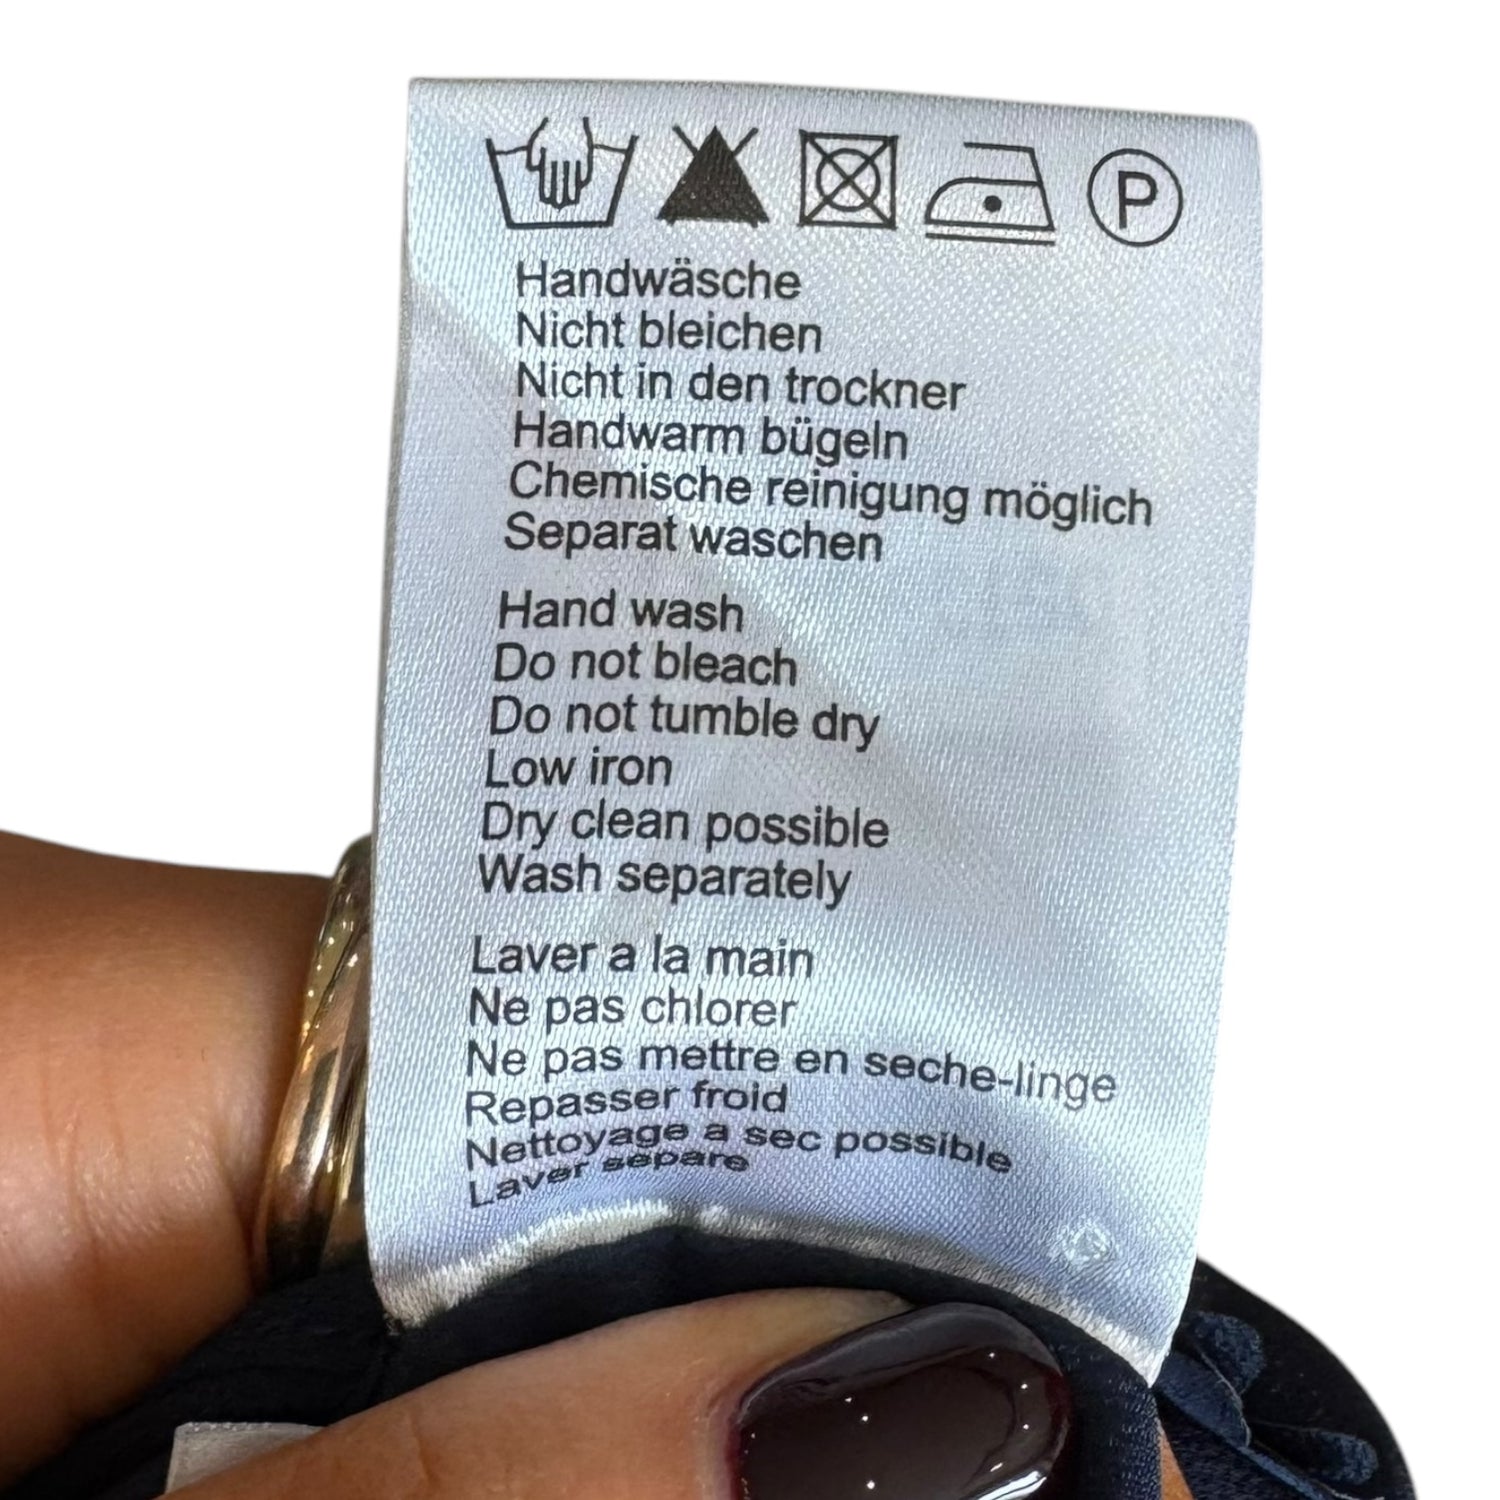 P
Handwäsche
Nicht bleichen
Nicht in den trockner
Handwarm bügeln
Chemische reinigung möglich
Separat waschen
Hand wash
Do not bleach
Do not tumble dry
Low iron
Dry clean possible
Wash separately
Laver a la main
Ne pas chlorer
Ne pas mettre en seche-linge
Repasser froid
Nettoyage a sec possible
Laver separe